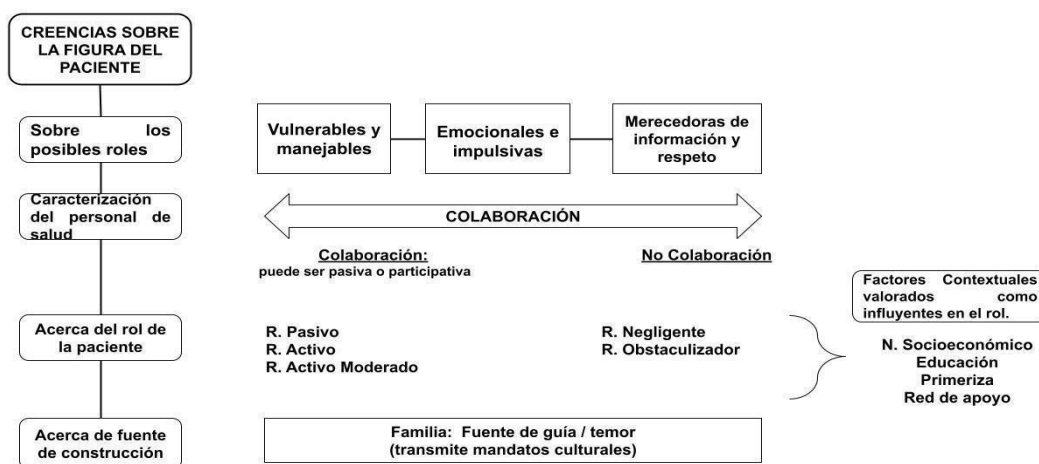 CREENCIAS SOBRE
LA FIGURA DEL
PACIENTE
Sobre los
posibles roles
Vulnerables y
manejables
Emocionales e
impulsivas
Merecedoras de
información y
respeto
Caracterización
del personal de
salud
COLABORACIÓN
Colaboración:
puede ser pasiva o participativa
No Colaboración
Factores Contextuales
valorados como
influyentes en el rol.
Acerca del rol de
la paciente
R. Pasivo
R. Activo
R. Activo Moderado
R. Negligente
R. Obstaculizador
N. Socioeconómico
Educación
Primeriza
Red de apoyo
Acerca de fuente
de construcción
Familia: Fuente de guía / temor
(transmite mandatos culturales)